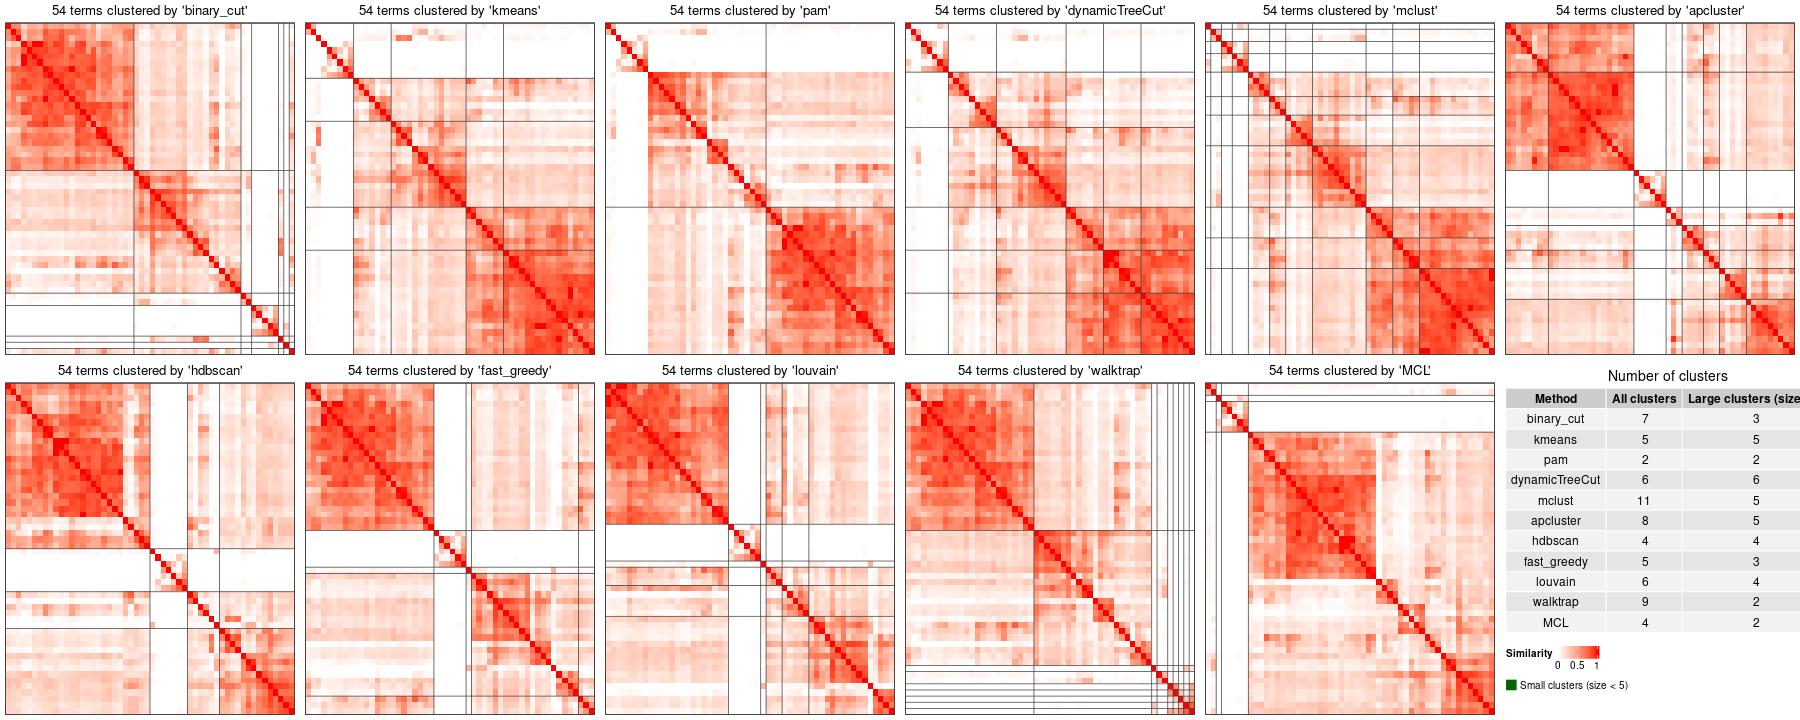 54 terms clustered by 'binary_cut'
54 terms clustered by 'kmeans'
54 terms clustered by 'pam'
54 terms clustered by 'dynamicTreeCut'
54 terms clustered by 'mclust'
54 terms clustered by 'apcluster'
54 terms clustered by 'hdbscan'
54 terms clustered by 'fast_greedy'
54 terms clustered by 'louvain'
54 terms clustered by 'walktrap'
54 terms clustered by 'MCL'
Number of clusters
Method All clusters Large clusters (size
binary_cut 7 3
kmeans 5 5
pam 2 2
dynamicTreeCut 6 6
mclust 11 5
apcluster 8 5
hdbscan 4 4
fast_greedy 5 3
louvain 6 4
walktrap 9 2
MCL 4 2
Similarity
0 0.5 1
Small clusters (size < 5)